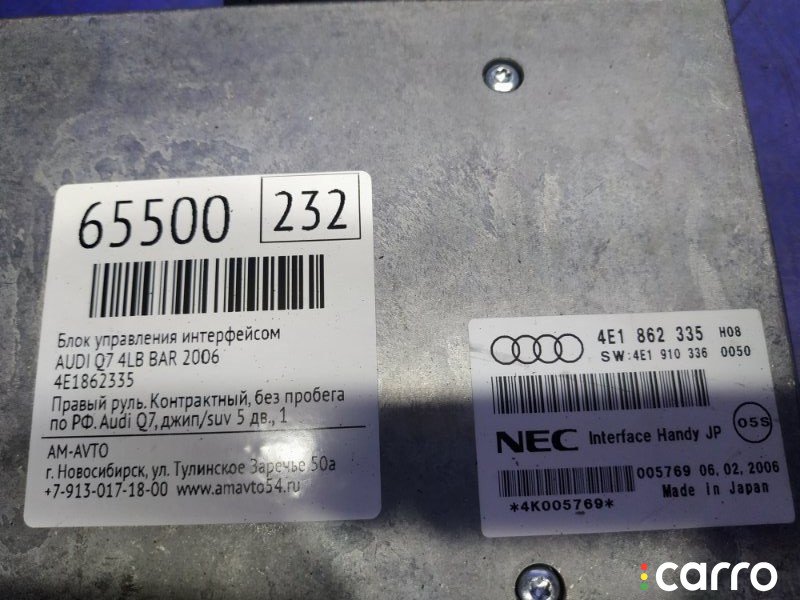 65500 232
Блок управления интерфейсом
AUDI Q7 4LB BAR 2006
4E1862335
Правый руль. Контрактный, без пробега
по РФ. Audi Q7, джип/suv 5 дв., 1
АМ-АVTO
г. Новосибирск, ул. Тулинское Заречье 50а
+7-913-017-18-00 www.amavto54.ru
4E1 862 335 H08
SW:4E1 910 336 0050
NEC Interface Handy JP 05S
005769 06.02.2006
*4K005769* Made in Japan
carro